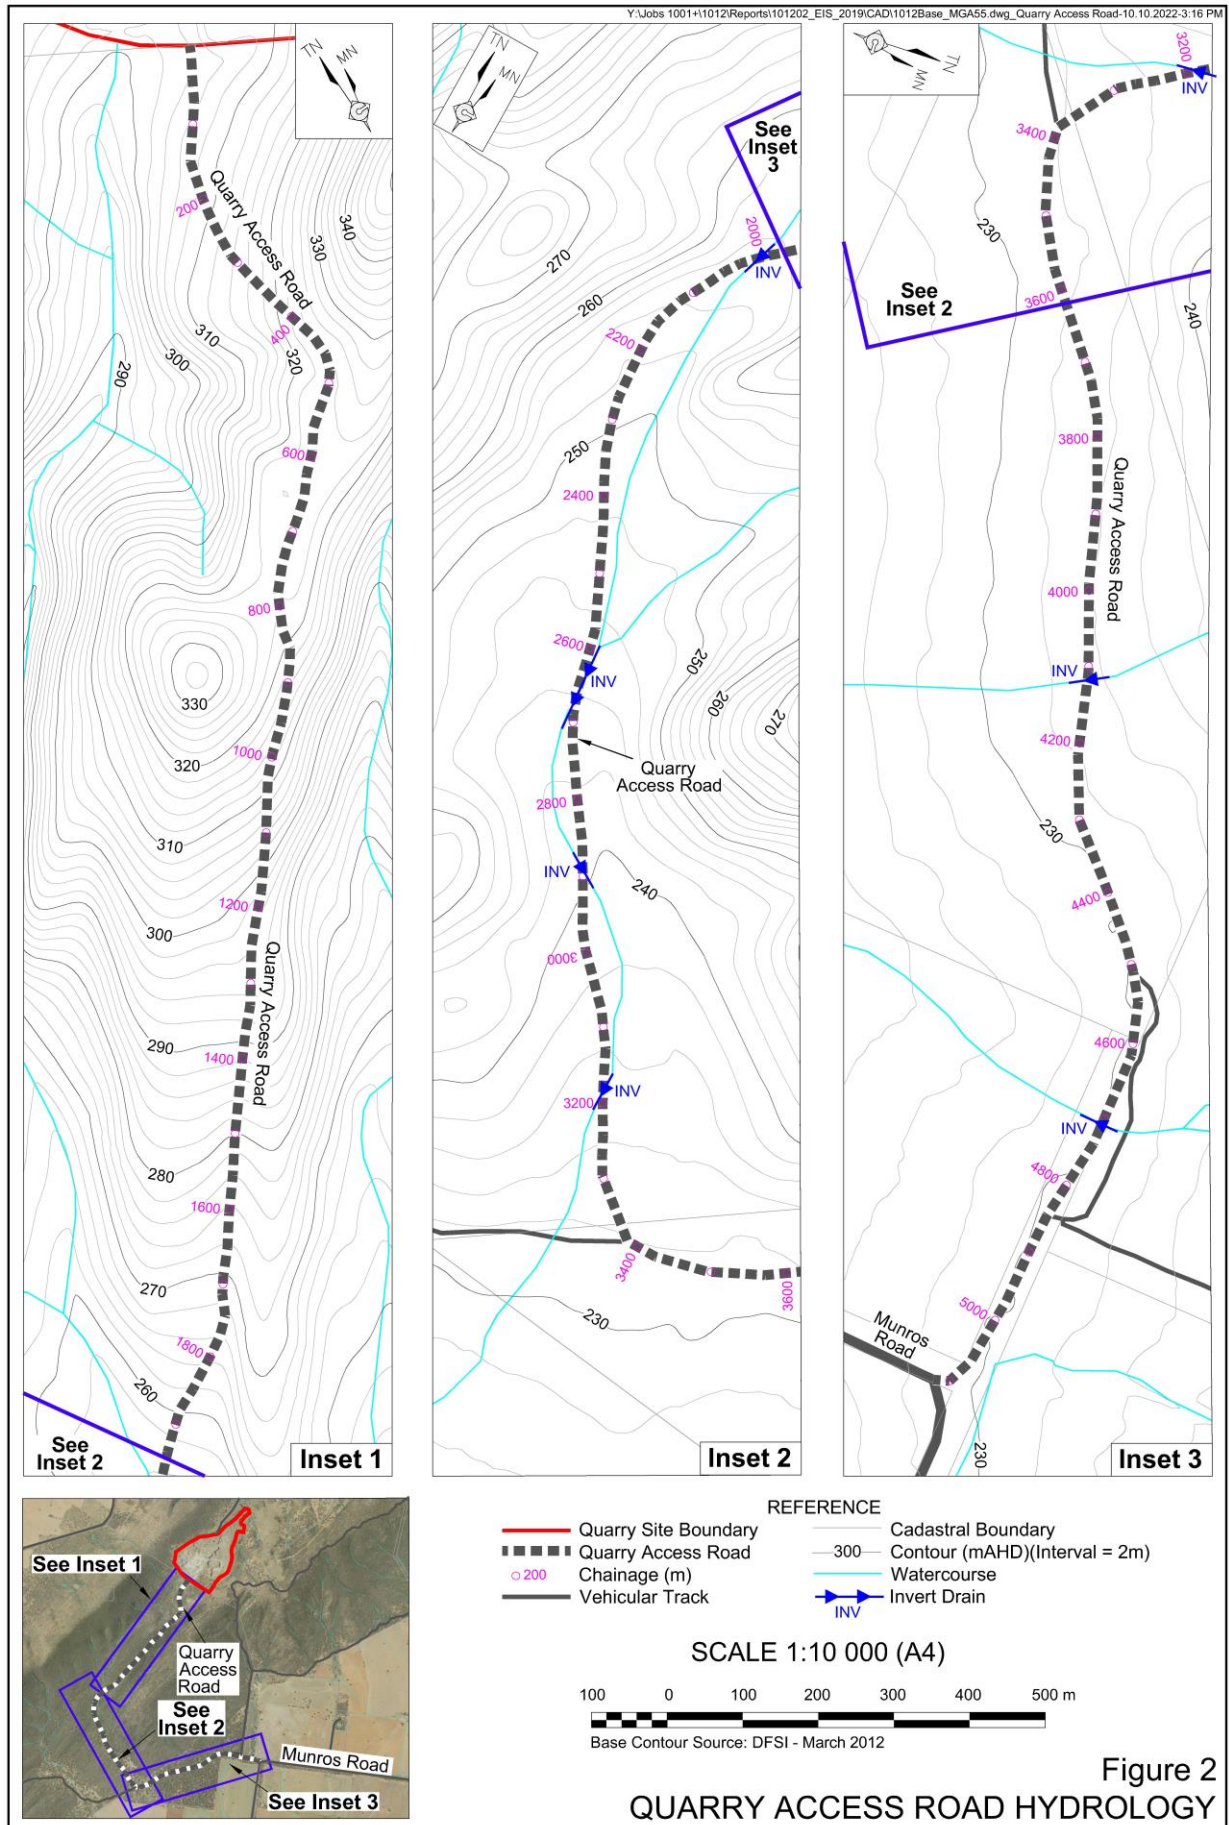 Y:\Jobs 1001+\1012\Reports\101202_EIS_2019\CAD\1012Base_MGA55.dwg_Quarry Access Road-10.10.2022-3:16 PM
TN
MN
Quarry Access Road
200
340
330
400
310
320
300
290
600
800
330
1000
320
310
1200
300
Quarry Access Road
290
1400
280
1600
270
1800
260
See
Inset 2
Inset 1
TN
MN
See
Inset
3
2000
INV
270
260
2200
250
2400
2600
INV
250
260
270
Quarry
Access Road
2800
INV
240
3000
INV
3200
3400
3600
230
Inset 2
TN
MN
3200
INV
3400
230
See
Inset 2
3600
240
3800
Quarry Access Road
4000
INV
4200
230
4400
4600
INV
4800
5000
Munros
Road
230
Inset 3
See Inset 1
Quarry
Access
Road
See
Inset 2
Munros Road
See Inset 3
REFERENCE
Quarry Site Boundary
Quarry Access Road
200 Chainage (m)
Vehicular Track
Cadastral Boundary
300 Contour (mAHD)(Interval = 2m)
Watercourse
INV Invert Drain
SCALE 1:10 000 (A4)
100 0 100 200 300 400 500 m
Base Contour Source: DFSI - March 2012
Figure 2
QUARRY ACCESS ROAD HYDROLOGY